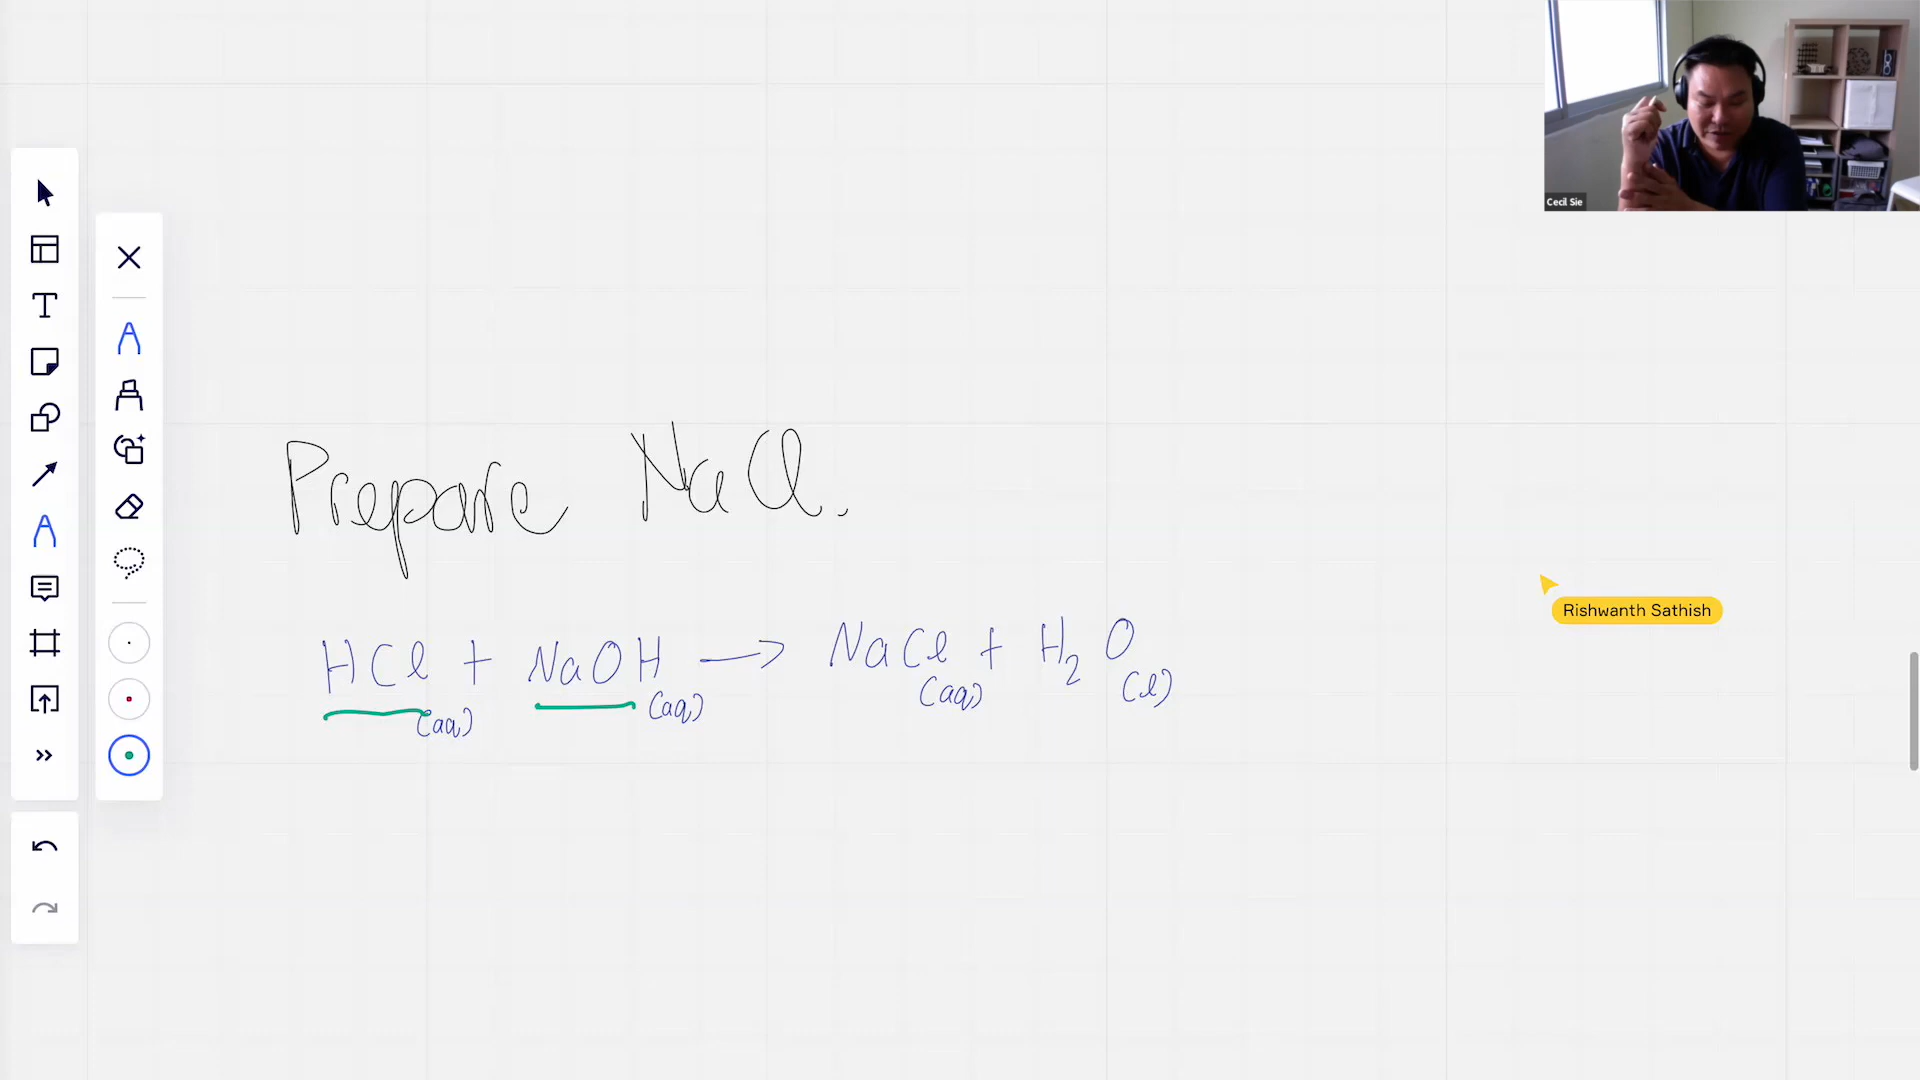 Cecil Sie
Prepare NaCl.
Rishwanth Sathish
HCl(aq) + NaOH(aq) → NaCl(aq) + H₂O(l)